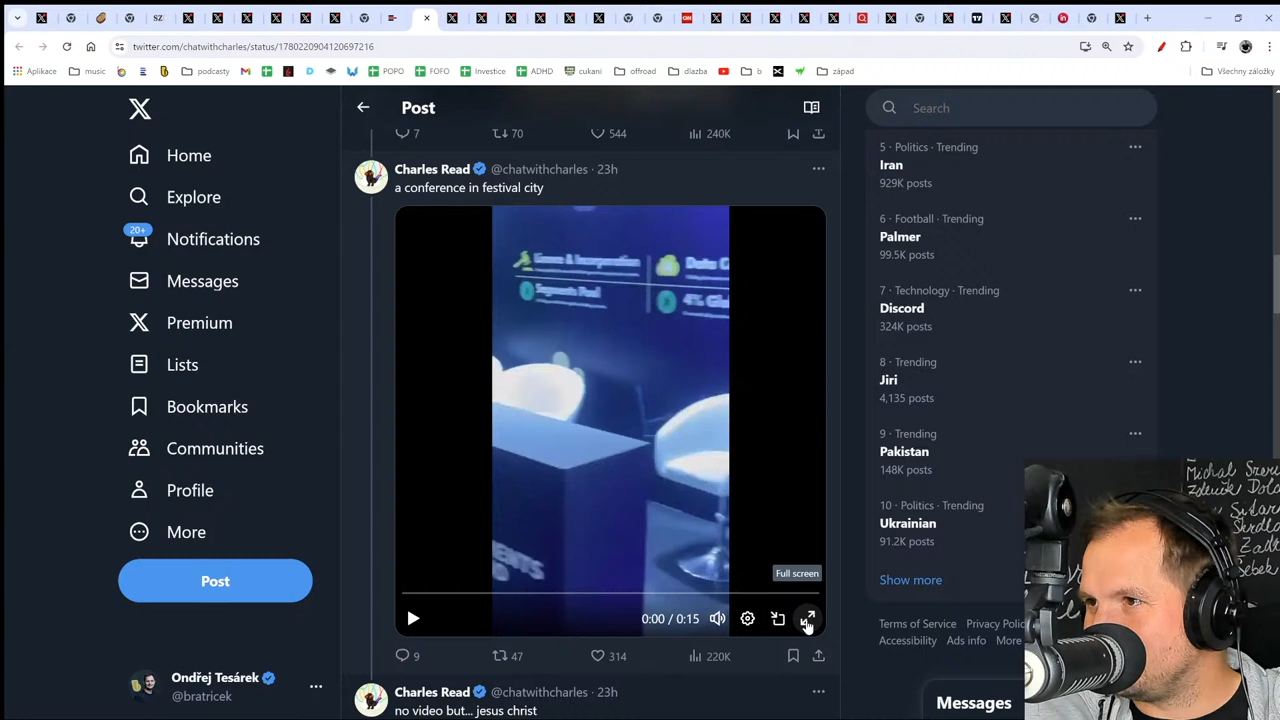 SZ
CNN
twitter.com/chatwithcharles/status/1780220904120697216
Aplikace
music
podcasty
POPO
FOFO
Investice
ADHD
cukani
offroad
dlazba
b
západ
Všechny záložky
Post
Search
7
70
544
240K
Home
Explore
20+
Notifications
Messages
Premium
Lists
Bookmarks
Communities
Profile
More
Post
Ondřej Tesárek
@bratricek
Charles Read @chatwithcharles · 23h
a conference in festival city
Full screen
0:00 / 0:15
9
47
314
220K
Charles Read @chatwithcharles · 23h
no video but... jesus christ
5 · Politics · Trending
Iran
929K posts
6 · Football · Trending
Palmer
99.5K posts
7 · Technology · Trending
Discord
324K posts
8 · Trending
Jiri
4,135 posts
9 · Trending
Pakistan
148K posts
10 · Politics · Trending
Ukrainian
91.2K posts
Show more
Terms of Service
Accessibility Ads info More
Messages
Michal
Zdeněk